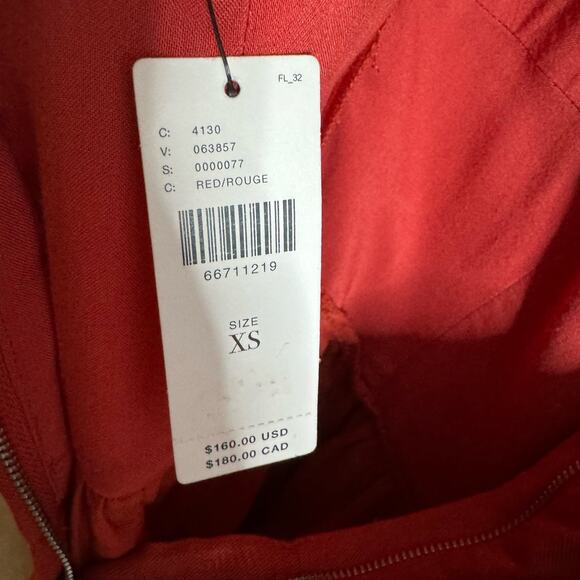 FL_32
C: 4130
V: 063857
S: 0000077
C: RED/ROUGE
66711219
SIZE
XS
$160.00 USD
$180.00 CAD